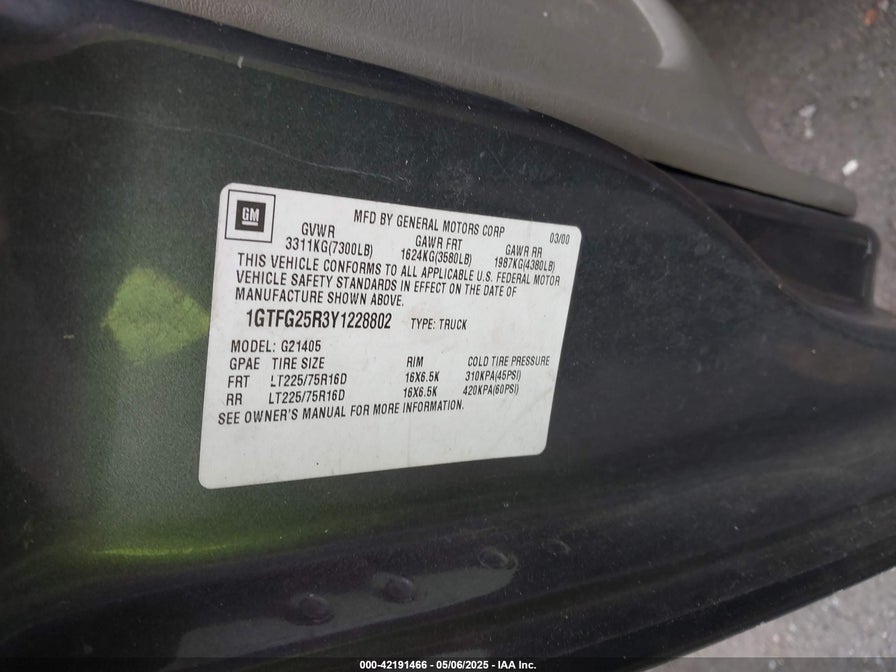 GM
MFD BY GENERAL MOTORS CORP 03/00
GVWR GAWR FRT GAWR RR
3311KG(7300LB) 1624KG(3580LB) 1987KG(4380LB)
THIS VEHICLE CONFORMS TO ALL APPLICABLE U.S. FEDERAL MOTOR
VEHICLE SAFETY STANDARDS IN EFFECT ON THE DATE OF
MANUFACTURE SHOWN ABOVE.
1GTFG25R3Y1228802 TYPE: TRUCK
MODEL: G21405
GPAE TIRE SIZE RIM COLD TIRE PRESSURE
FRT LT225/75R16D 16X6.5K 310KPA(45PSI)
RR LT225/75R16D 16X6.5K 420KPA(60PSI)
SEE OWNER'S MANUAL FOR MORE INFORMATION.
000-42191466 - 05/06/2025 - IAA Inc.